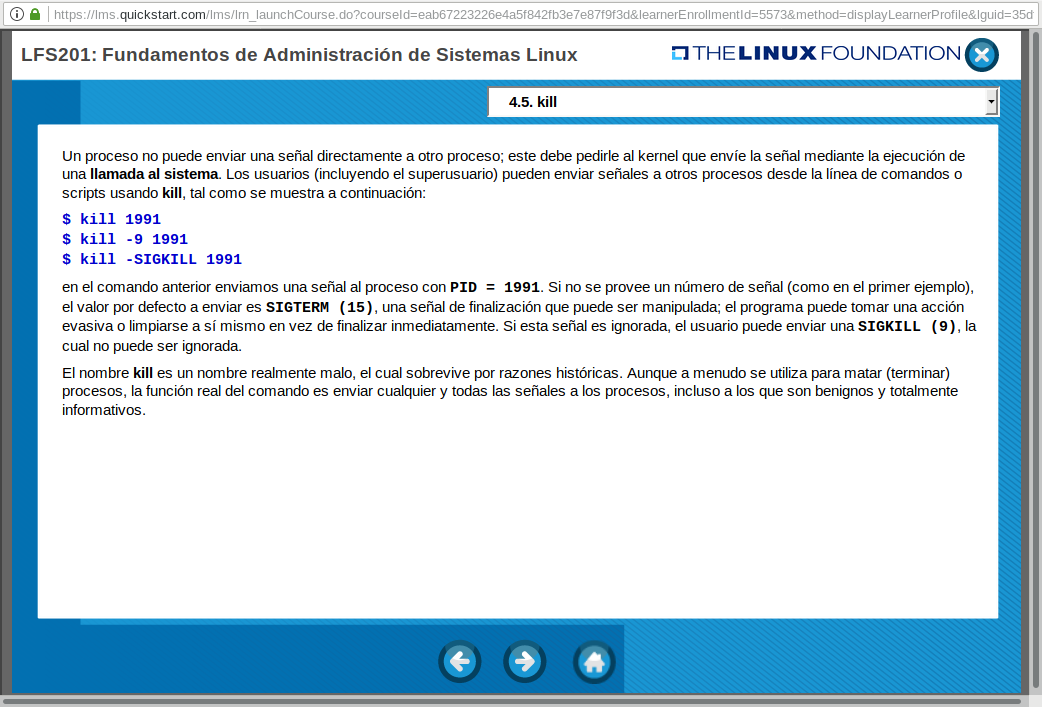 https://lms.quickstart.com/lms/lrn_launchCourse.do?courseId=eab67223226e4a5f842fb3e7e87f9f3d&learnerEnrollmentId=5573&method=displayLearnerProfile&lguid=35d
LFS201: Fundamentos de Administración de Sistemas Linux
THE LINUX FOUNDATION
4.5. kill
Un proceso no puede enviar una señal directamente a otro proceso; este debe pedirle al kernel que envíe la señal mediante la ejecución de
una llamada al sistema. Los usuarios (incluyendo el superusuario) pueden enviar señales a otros procesos desde la línea de comandos o
scripts usando kill, tal como se muestra a continuación:
$ kill 1991
$ kill -9 1991
$ kill -SIGKILL 1991
en el comando anterior enviamos una señal al proceso con PID = 1991. Si no se provee un número de señal (como en el primer ejemplo),
el valor por defecto a enviar es SIGTERM (15), una señal de finalización que puede ser manipulada; el programa puede tomar una acción
evasiva o limpiarse a sí mismo en vez de finalizar inmediatamente. Si esta señal es ignorada, el usuario puede enviar una SIGKILL (9), la
cual no puede ser ignorada.
El nombre kill es un nombre realmente malo, el cual sobrevive por razones históricas. Aunque a menudo se utiliza para matar (terminar)
procesos, la función real del comando es enviar cualquier y todas las señales a los procesos, incluso a los que son benignos y totalmente
informativos.